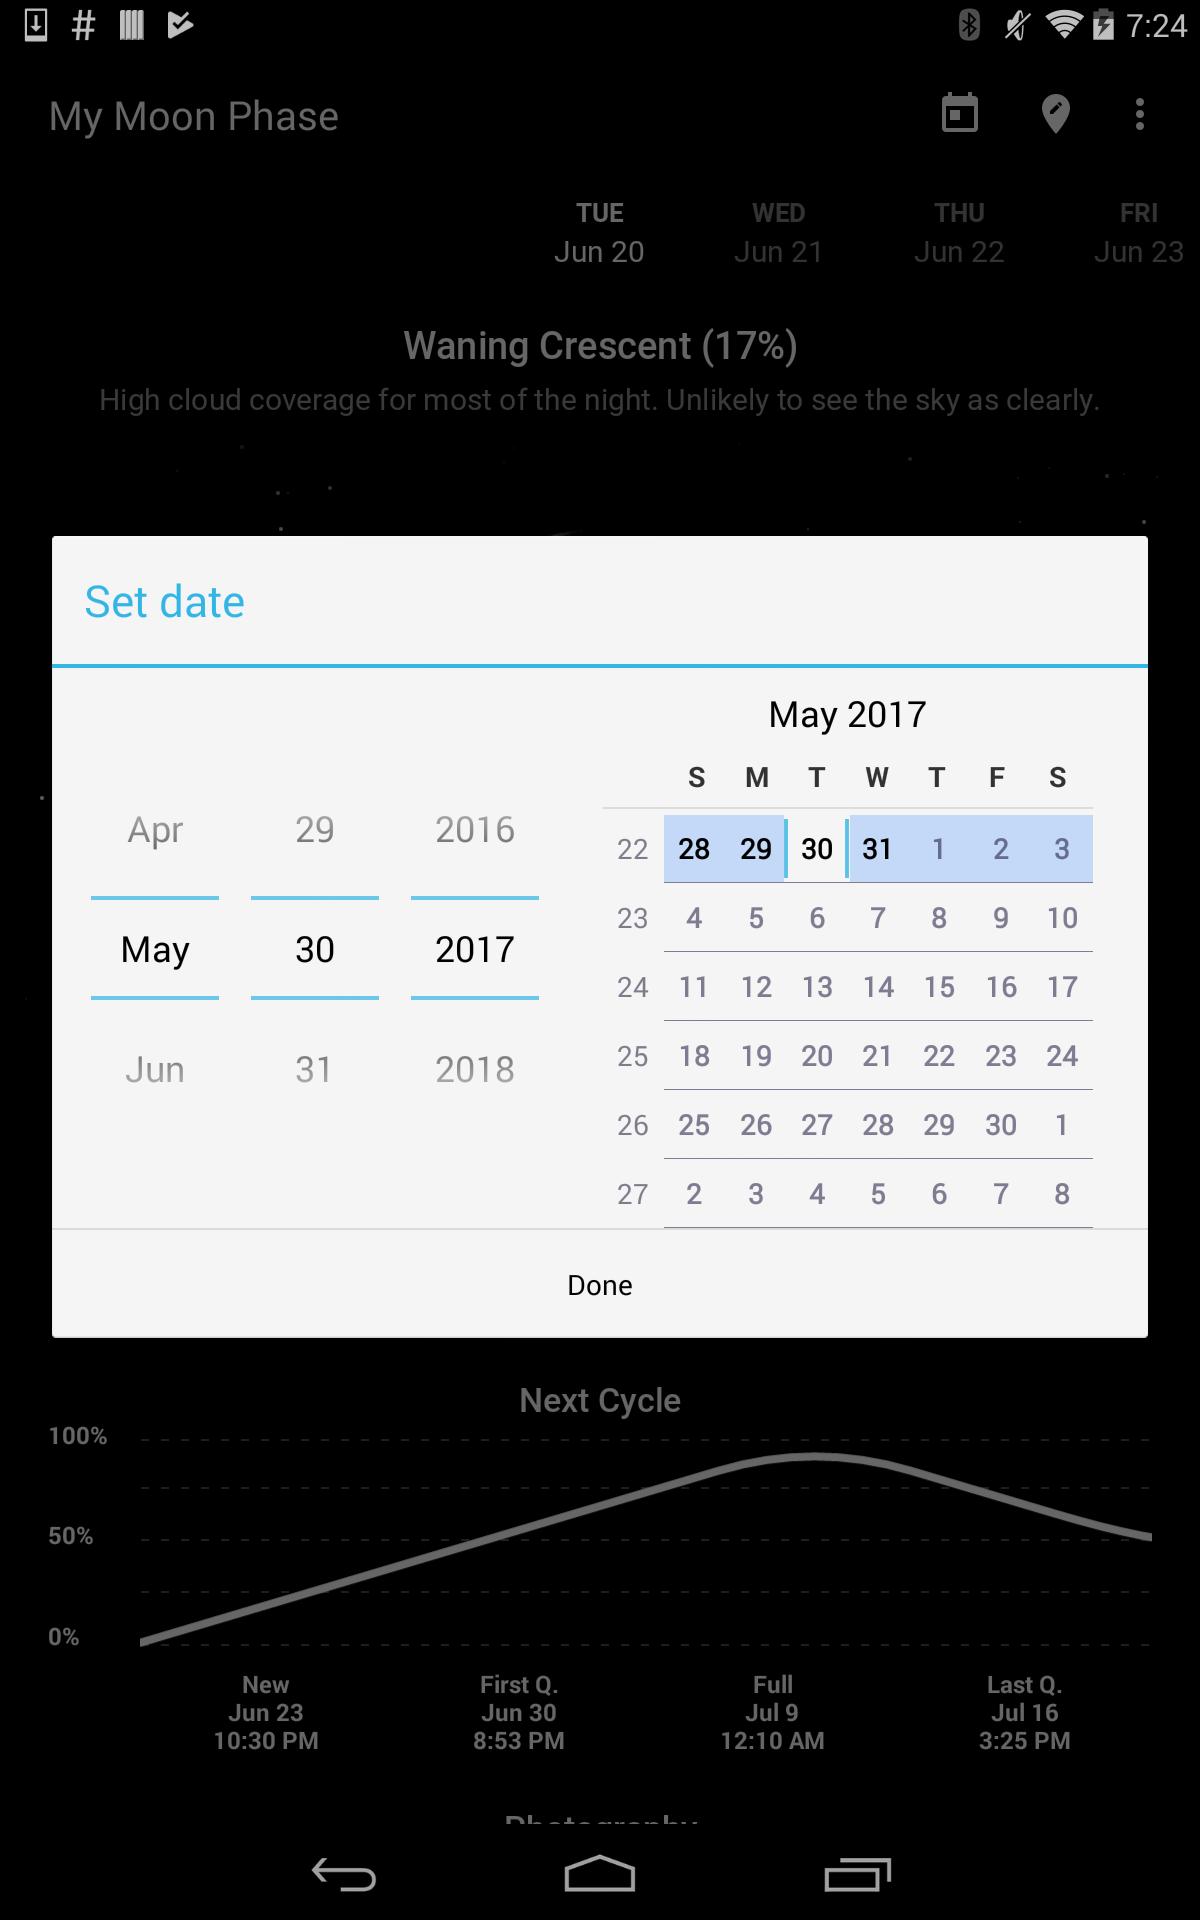 7:24
My Moon Phase
TUE WED THU FRI
Jun 20 Jun 21 Jun 22 Jun 23
Waning Crescent (17%)
High cloud coverage for most of the night. Unlikely to see the sky as clearly.
Set date
Apr 29 2016
May 30 2017
Jun 31 2018
May 2017
S M T W T F S
22 28 29 30 31 1 2 3
23 4 5 6 7 8 9 10
24 11 12 13 14 15 16 17
25 18 19 20 21 22 23 24
26 25 26 27 28 29 30 1
27 2 3 4 5 6 7 8
Done
Next Cycle
100%
50%
0%
New First Q. Full Last Q.
Jun 23 Jun 30 Jul 9 Jul 16
10:30 PM 8:53 PM 12:10 AM 3:25 PM
Photography